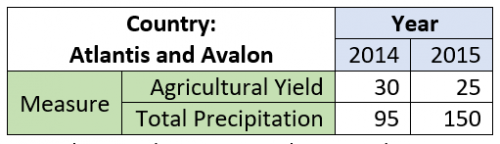 Country: Year
Atlantis and Avalon 2014 2015
Measure Agricultural Yield 30 25
Total Precipitation 95 150